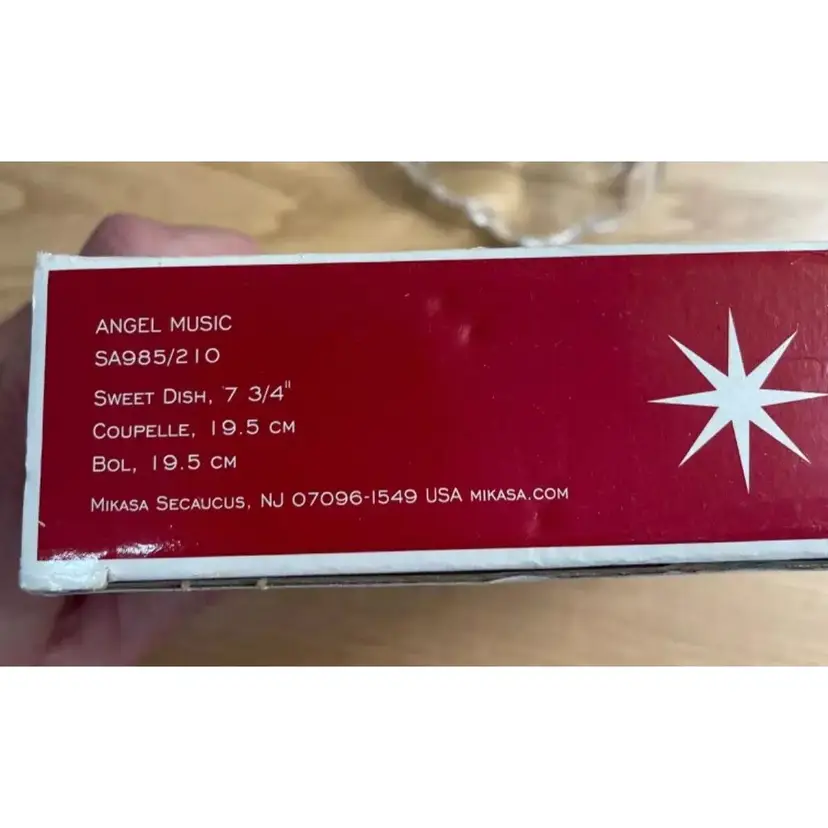 ANGEL MUSIC
SA985/210
SWEET DISH, 7 3/4"
COUPELLE, 19.5 CM
BOL, 19.5 CM
MIKASA SECAUCUS, NJ 07096-1549 USA MIKASA.COM